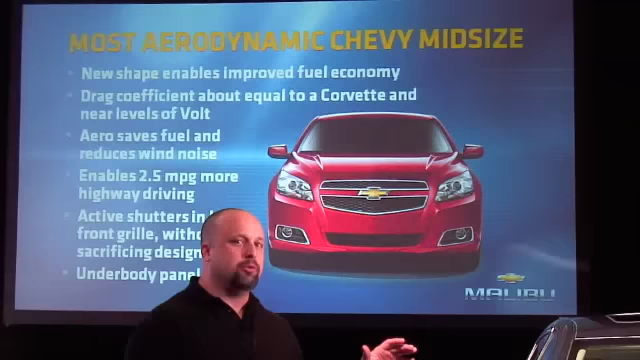 MOST AERODYNAMIC CHEVY MIDSIZE
• New shape enables improved fuel economy
• Drag coefficient about equal to a Corvette and
near levels of Volt
• Aero saves fuel and
reduces wind noise
• Enables 2.5 mpg more
highway driving
• Active shutters in
front grille,
sacrificing design
• Underbody panel
MALIBU